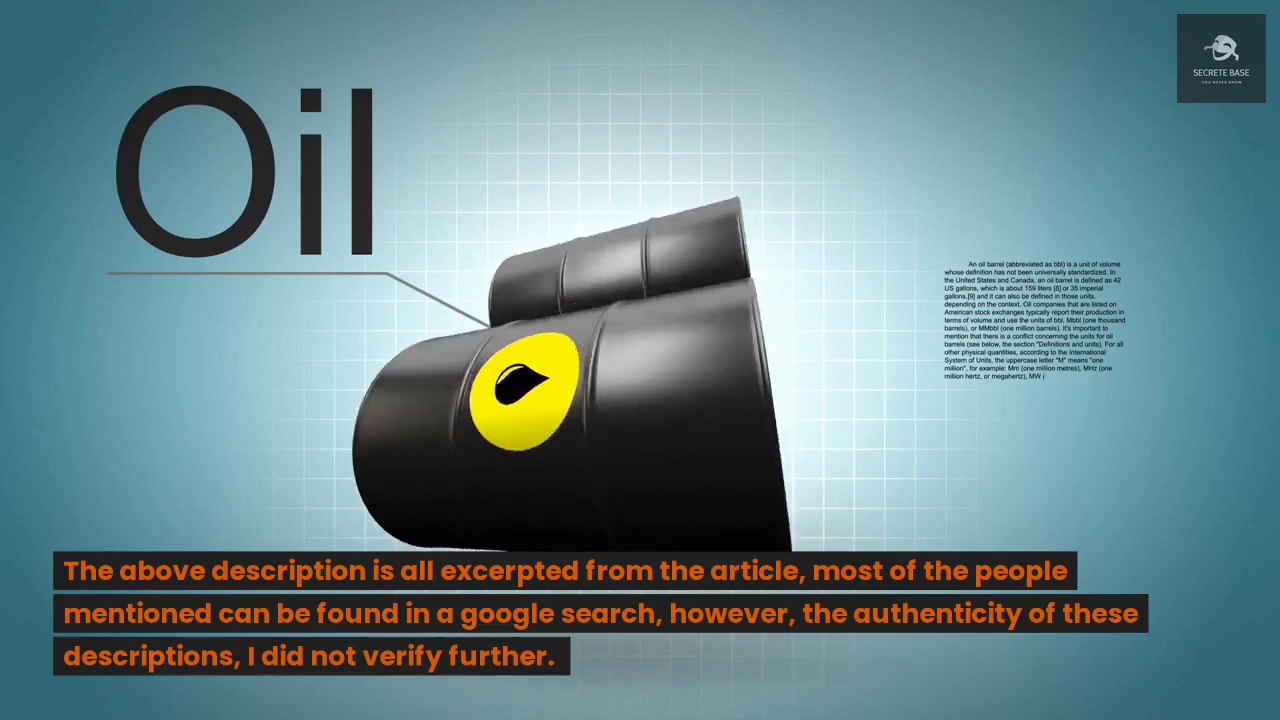 Oil
SECRETE BASE
YOU NEVER KNOW
An oil barrel (abbreviated as bbl) is a unit of volume
whose definition has not been universally standardized. In
the United States and Canada, an oil barrel is defined as 42
US gallons, which is about 159 liters [8] or 35 imperial
gallons,[9] and it can also be defined in those units,
depending on the context. Oil companies that are listed on
American stock exchanges typically report their production in
terms of volume and use the units of bbl, Mbbl (one thousand
barrels), or MMbbl (one million barrels). It's important to
mention that there is a conflict concerning the units for oil
barrels (see below, the section "Definitions and units). For all
other physical quantities, according to the International
System of Units, the uppercase letter "M" means "one
million", for example: Mm (one million metres), MHz (one
million hertz, or megahertz), MW (
The above description is all excerpted from the article, most of the people
mentioned can be found in a google search, however, the authenticity of these
descriptions, I did not verify further.